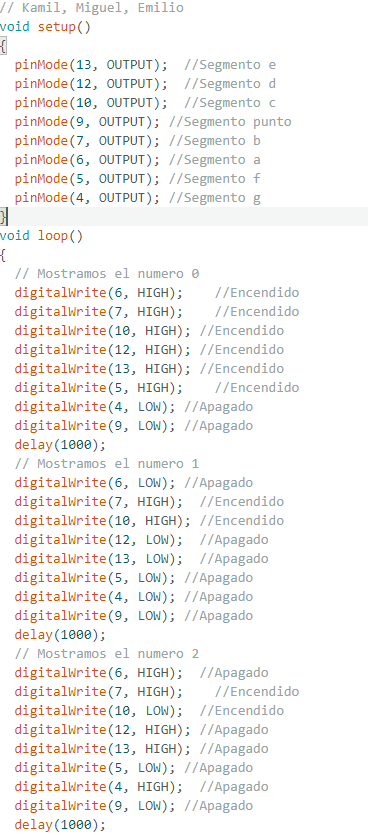 // Kamil, Miguel, Emilio
void setup()
{
pinMode(13, OUTPUT); //Segmento e
pinMode(12, OUTPUT); //Segmento d
pinMode(10, OUTPUT); //Segmento c
pinMode(9, OUTPUT); //Segmento punto
pinMode(7, OUTPUT); //Segmento b
pinMode(6, OUTPUT); //Segmento a
pinMode(5, OUTPUT); //Segmento f
pinMode(4, OUTPUT); //Segmento g
}
void loop()
{
// Mostramos el numero 0
digitalWrite(6, HIGH); //Encendido
digitalWrite(7, HIGH); //Encendido
digitalWrite(10, HIGH); //Encendido
digitalWrite(12, HIGH); //Encendido
digitalWrite(13, HIGH); //Encendido
digitalWrite(5, HIGH); //Encendido
digitalWrite(4, LOW); //Apagado
digitalWrite(9, LOW); //Apagado
delay(1000);
// Mostramos el numero 1
digitalWrite(6, LOW); //Apagado
digitalWrite(7, HIGH); //Encendido
digitalWrite(10, HIGH); //Encendido
digitalWrite(12, LOW); //Apagado
digitalWrite(13, LOW); //Apagado
digitalWrite(5, LOW); //Apagado
digitalWrite(4, LOW); //Apagado
digitalWrite(9, LOW); //Apagado
delay(1000);
// Mostramos el numero 2
digitalWrite(6, HIGH); //Apagado
digitalWrite(7, HIGH); //Encendido
digitalWrite(10, LOW); //Encendido
digitalWrite(12, HIGH); //Apagado
digitalWrite(13, HIGH); //Apagado
digitalWrite(5, LOW); //Apagado
digitalWrite(4, HIGH); //Apagado
digitalWrite(9, LOW); //Apagado
delay(1000);